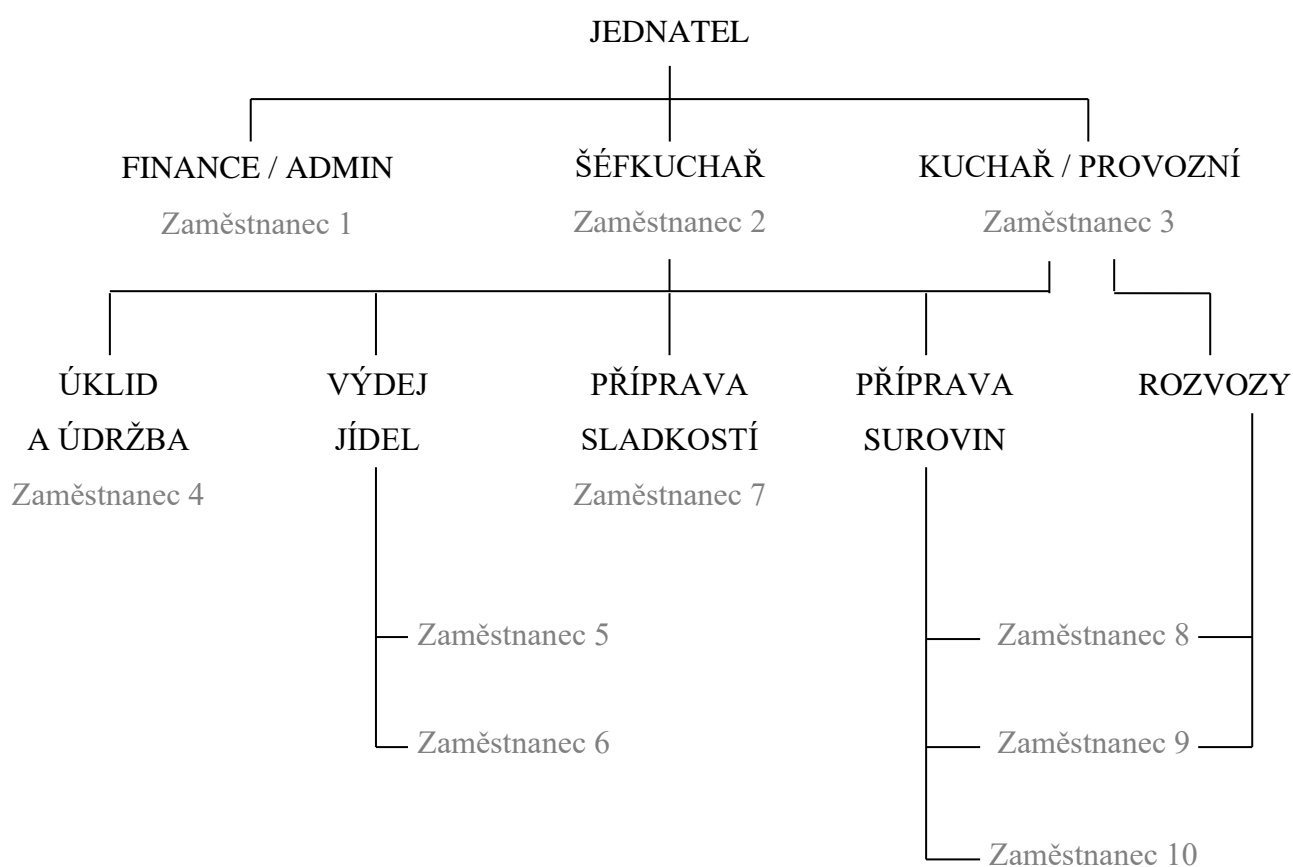 JEDNATEL
FINANCE / ADMIN
ŠÉFKUCHAŘ
KUCHAŘ / PROVOZNÍ
Zaměstnanec 1
Zaměstnanec 2
Zaměstnanec 3
ÚKLID
A ÚDRŽBA
Zaměstnanec 4
VÝDEJ
JÍDEL
PŘÍPRAVA
SLADKOSTÍ
Zaměstnanec 7
PŘÍPRAVA
SUROVIN
ROZVOZY
Zaměstnanec 5
Zaměstnanec 8
Zaměstnanec 6
Zaměstnanec 9
Zaměstnanec 10